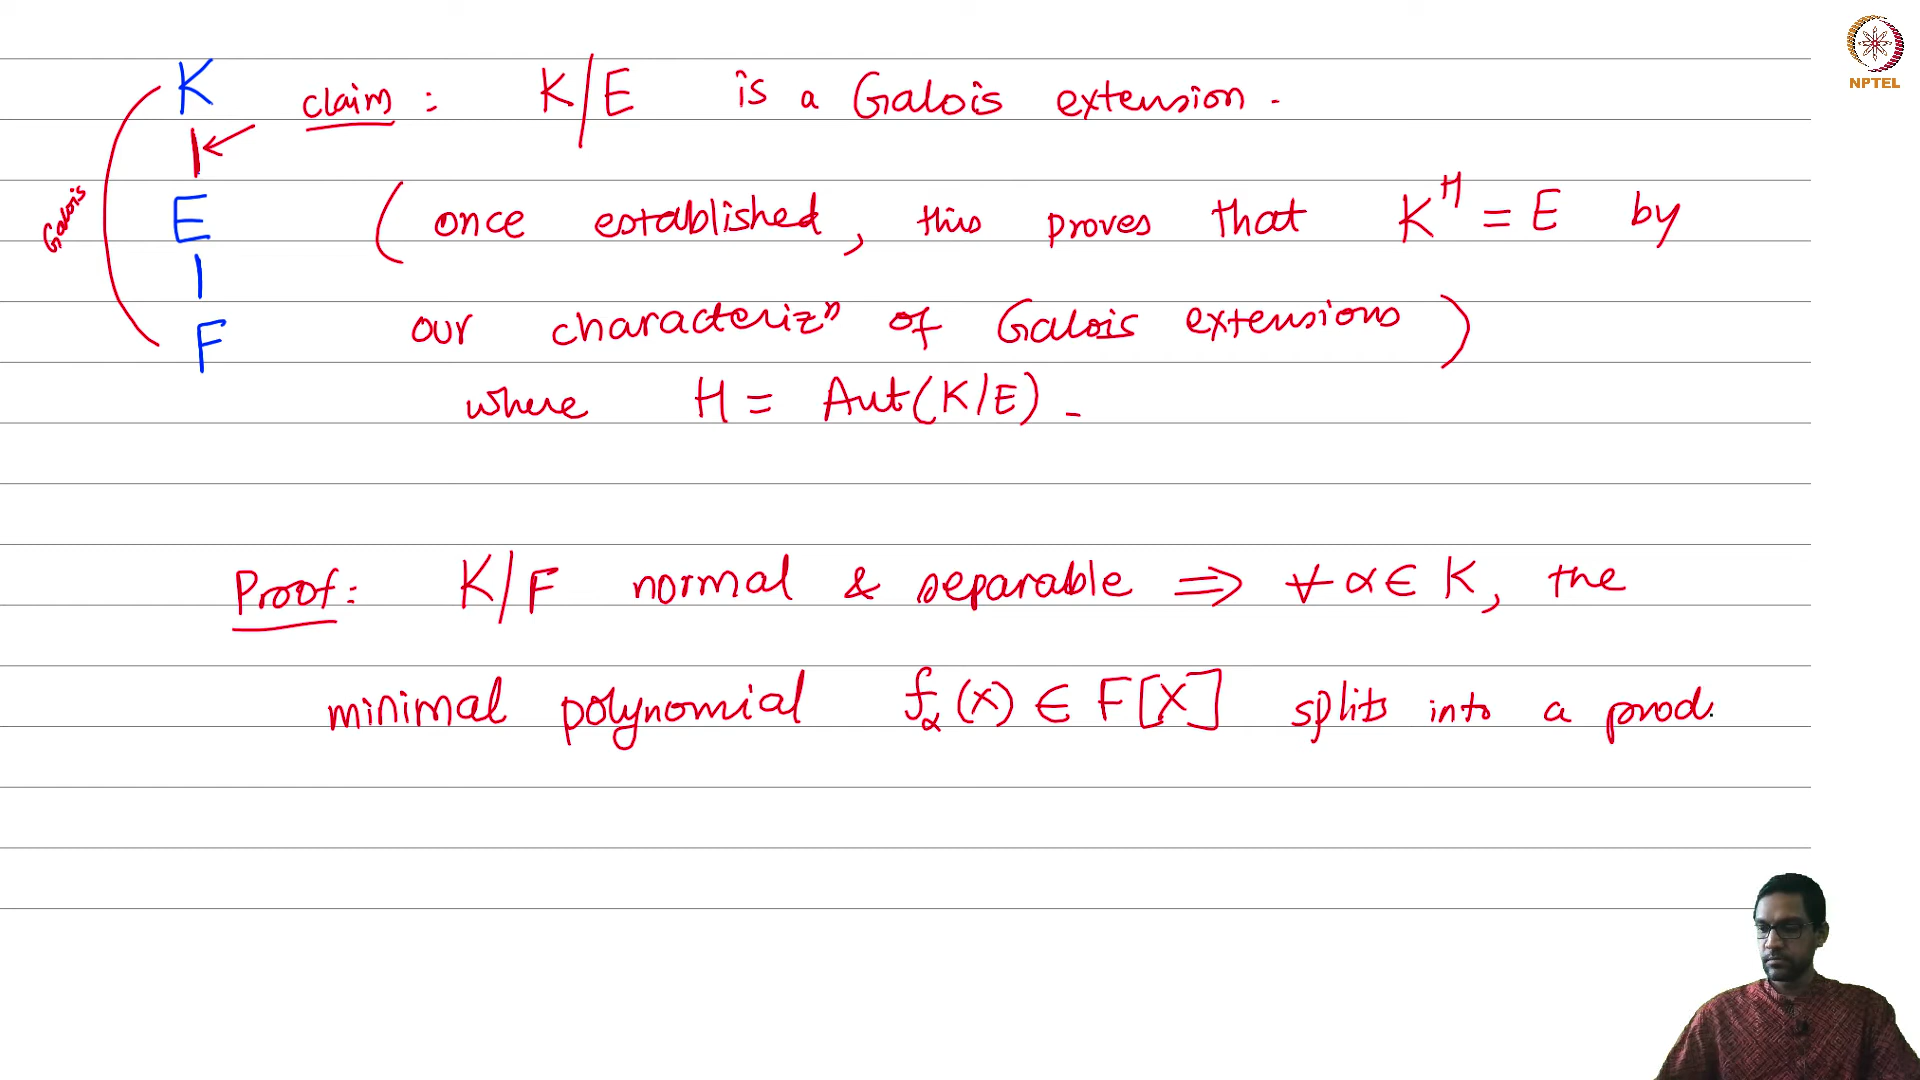 NPTEL
K claim : K/E is a Galois extension.
Galois
E ( once established, this proves that K^H = E by
F our characterizⁿ of Galois extensions )
where H = Aut(K/E) .
Proof: K/F normal & separable ⟹ ∀ α ∈ K, the
minimal polynomial f_α(x) ∈ F[X] splits into a prod.